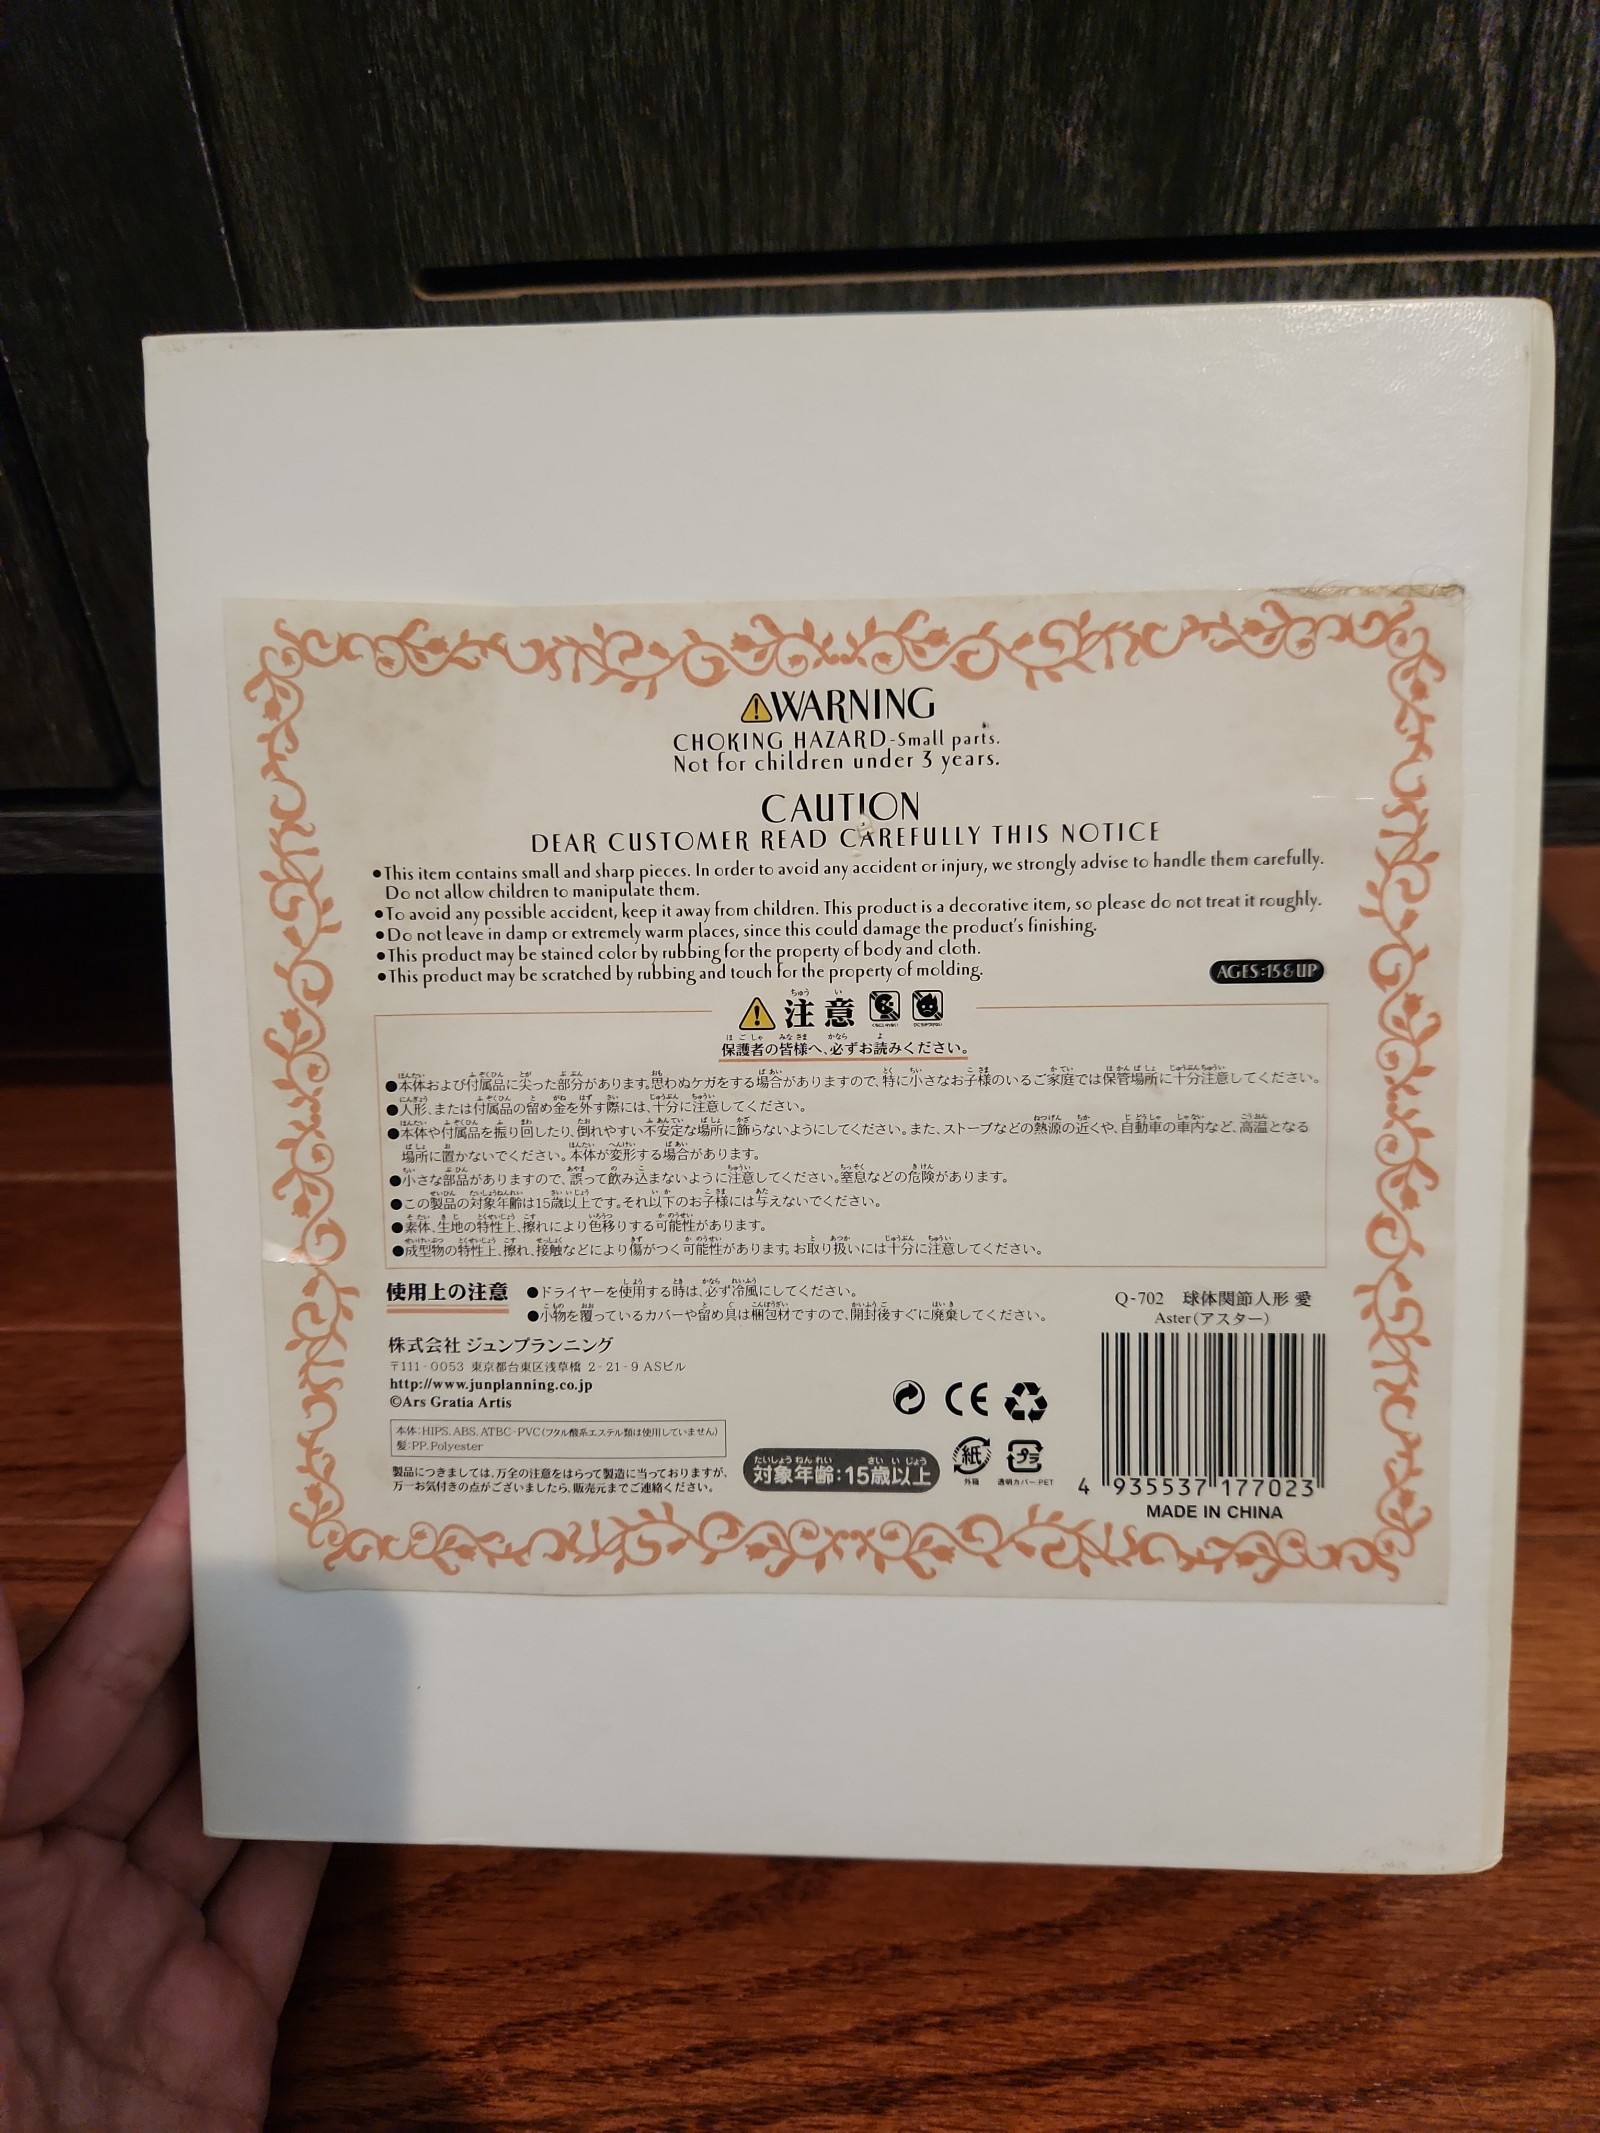 ⚠WARNING
CHOKING HAZARD-Small parts.
Not for children under 3 years.
CAUTION
DEAR CUSTOMER READ CAREFULLY THIS NOTICE
●This item contains small and sharp pieces. In order to avoid any accident or injury, we strongly advise to handle them carefully.
Do not allow children to manipulate them.
●To avoid any possible accident, keep it away from children. This product is a decorative item, so please do not treat it roughly.
●Do not leave in damp or extremely warm places, since this could damage the product's finishing.
●This product may be stained color by rubbing for the property of body and cloth.
●This product may be scratched by rubbing and touch for the property of molding.
AGES:15&UP
⚠注意
保護者の皆様へ、必ずお読みください。
●本体および付属品に尖った部分があります。思わぬケガをする場合がありますので、特に小さなお子様のいるご家庭では保管場所に十分注意してください。
●人形、または付属品の留め金を外す際には、十分に注意してください。
●本体や付属品を振り回したり、倒れやすい不安定な場所に飾らないようにしてください。また、ストーブなどの熱源の近くや、自動車の車内など、高温となる
場所に置かないでください。本体が変形する場合があります。
●小さな部品がありますので、誤って飲み込まないように注意してください。窒息などの危険があります。
●この製品の対象年齢は15歳以上です。それ以下のお子様には与えないでください。
●素体、生地の特性上、擦れにより色移りする可能性があります。
●成型物の特性上、擦れ、接触などにより傷がつく可能性があります。お取り扱いには十分に注意してください。
使用上の注意
●ドライヤーを使用する時は、必ず冷風にしてください。
●小物を覆っているカバーや留め具は梱包材ですので、開封後すぐに廃棄してください。
株式会社 ジュンプランニング
〒111-0053 東京都台東区浅草橋 2-21-9 ASビル
http://www.junplanning.co.jp
©Ars Gratia Artis
本体:HIPS.ABS.ATBC-PVC(フタル酸系エステル類は使用していません)
髪:PP.Polyester
製品につきましては、万全の注意をはらって製造に当っておりますが、
万一お気付きの点がございましたら、販売元までご連絡ください。
対象年齢:15歳以上
CE
紙
外箱
プラ
透明カバー:PET
Q-702 球体関節人形 愛
Aster(アスター)
4 935537 177023
MADE IN CHINA